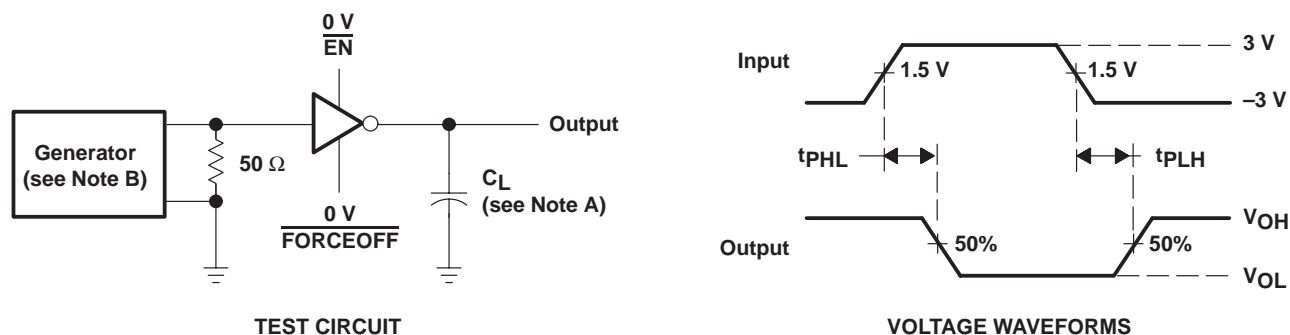 0 V
EN
Generator
(see Note B)
50 Ω
Output
CL
(see Note A)
0 V
FORCEOFF
TEST CIRCUIT
Input
3 V
1.5 V
1.5 V
–3 V
tPHL
tPLH
Output
VOH
50%
50%
VOL
VOLTAGE WAVEFORMS